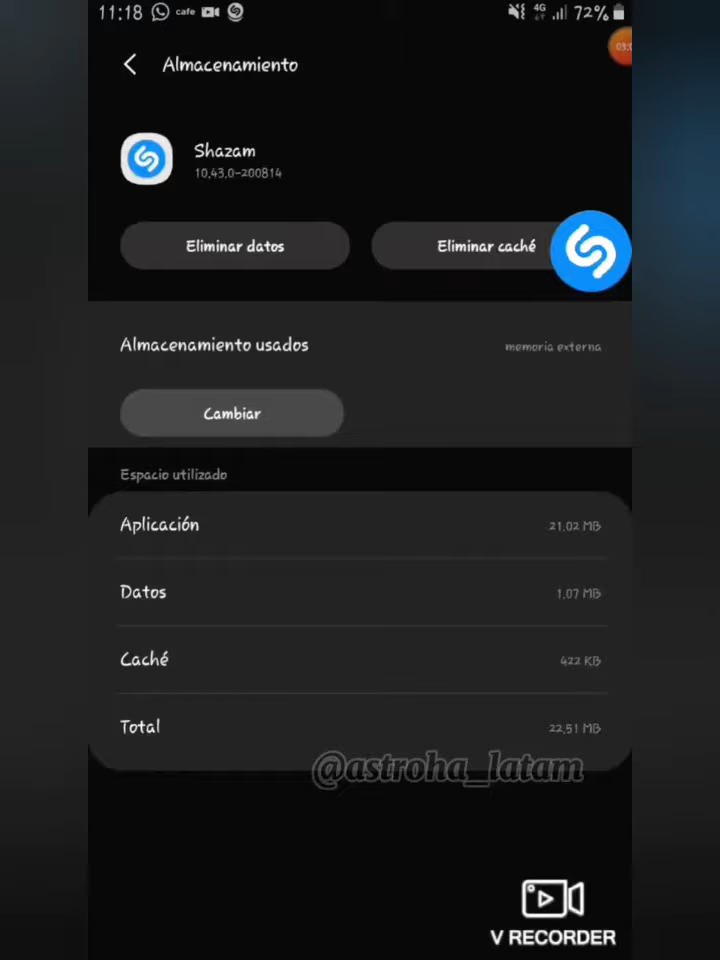 11:18 cafe 4G 72%
03:0
Almacenamiento
Shazam
10.43.0-200814
Eliminar datos Eliminar caché
Almacenamiento usados memoria externa
Cambiar
Espacio utilizado
Aplicación 21.02 MB
Datos 1.07 MB
Caché 422 KB
Total 22.51 MB
@astroha_latam
V RECORDER